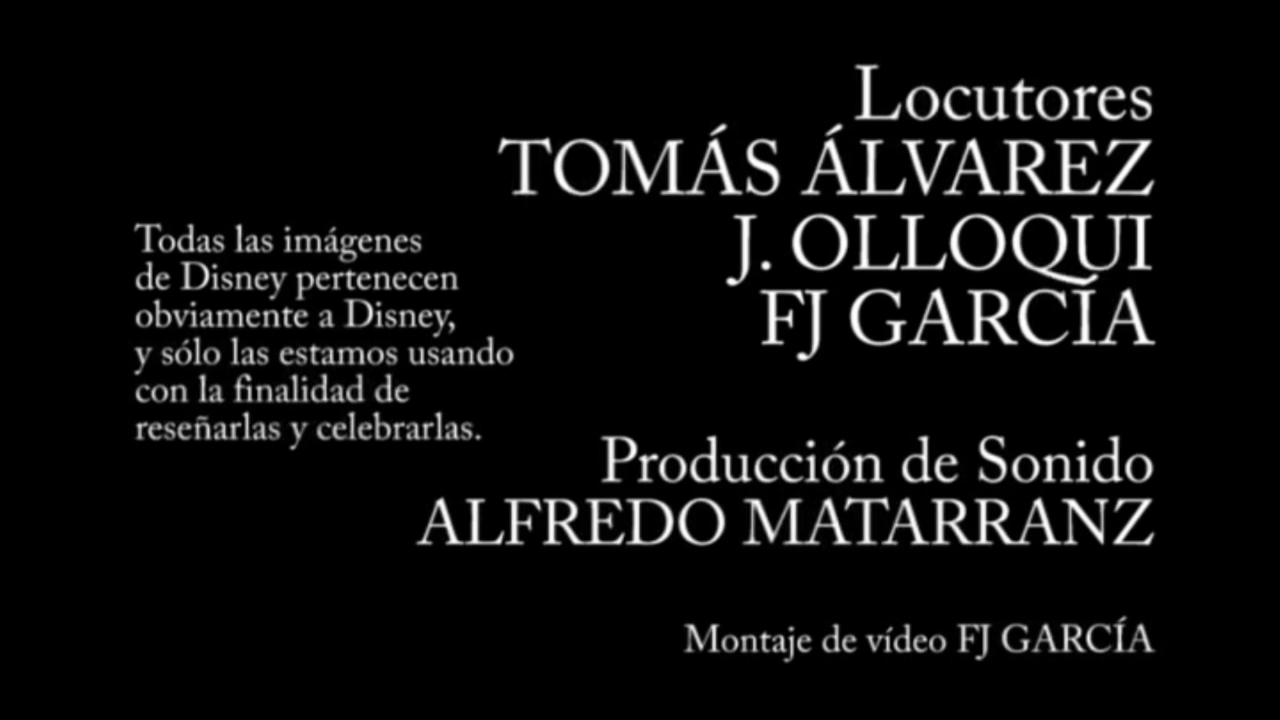 Locutores
TOMÁS ÁLVAREZ
J. OLLOQUI
FJ GARCÍA
Todas las imágenes
de Disney pertenecen
obviamente a Disney,
y sólo las estamos usando
con la finalidad de
reseñarlas y celebrarlas.
Producción de Sonido
ALFREDO MATARRANZ
Montaje de vídeo FJ GARCÍA